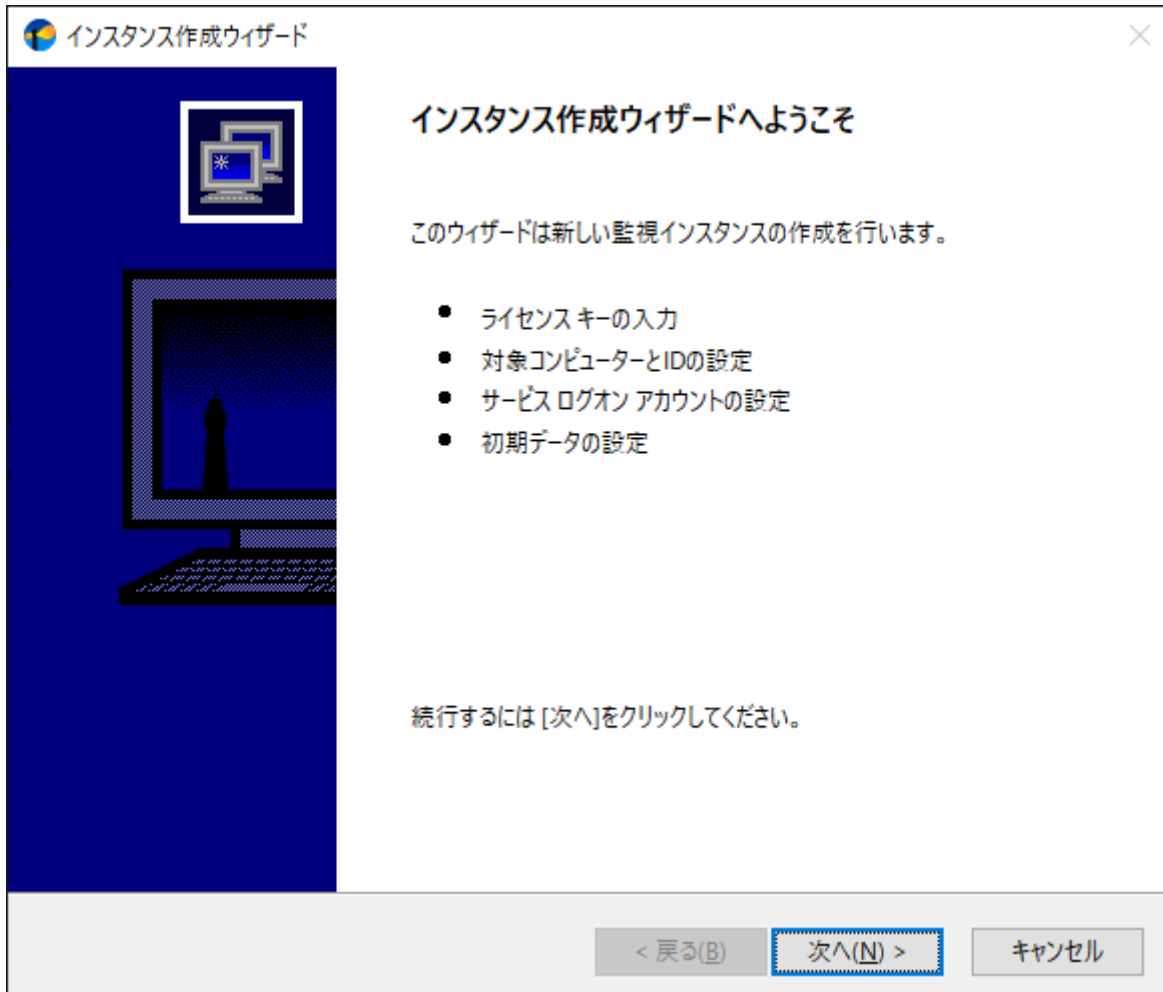 インスタンス作成ウィザード
インスタンス作成ウィザードへようこそ
このウィザードは新しい監視インスタンスの作成を行います。
● ライセンス キーの入力
● 対象コンピューターとIDの設定
● サービス ログオン アカウントの設定
● 初期データの設定
続行するには [次へ]をクリックしてください。
< 戻る(B) 次へ(N) > キャンセル